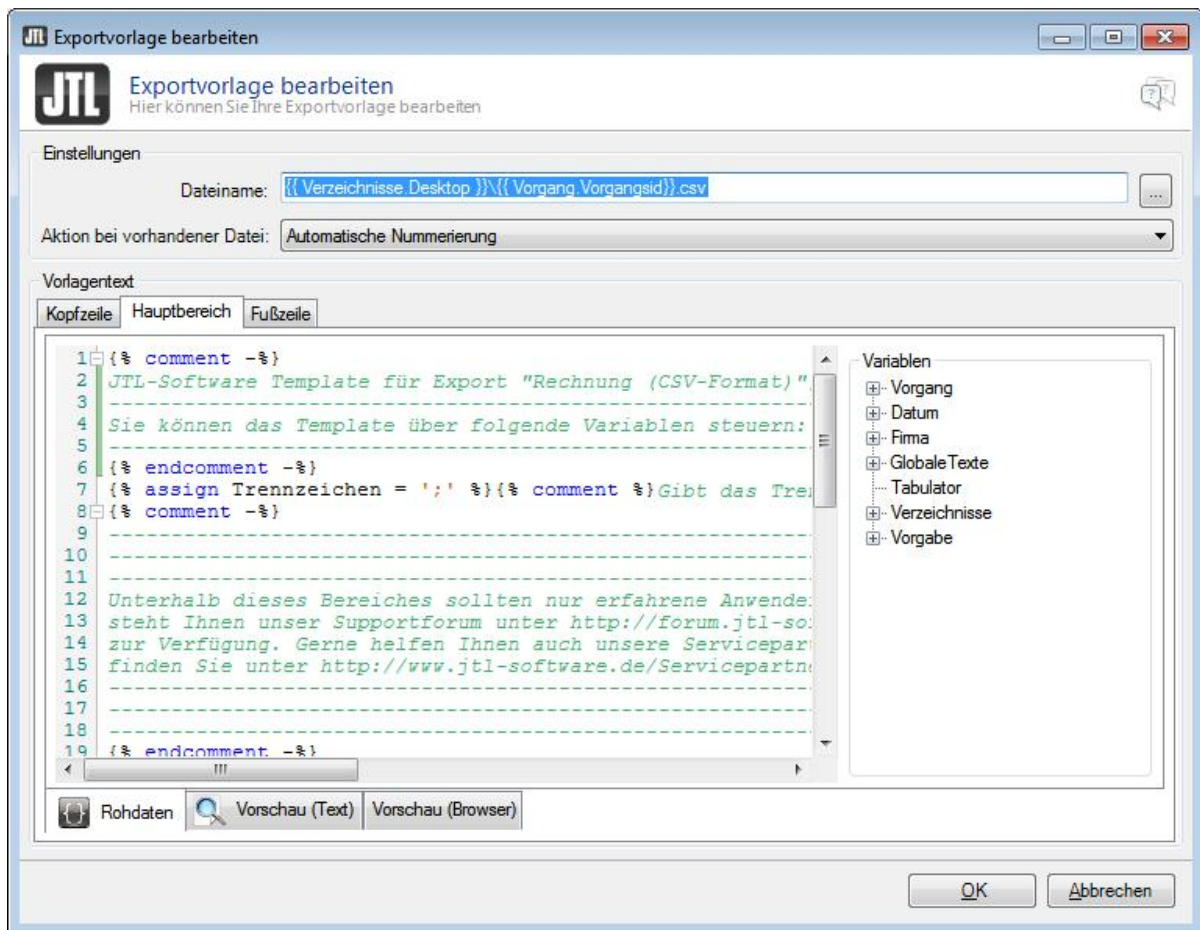 JTL Exportvorlage bearbeiten
JTL
Exportvorlage bearbeiten
Hier können Sie Ihre Exportvorlage bearbeiten
Einstellungen
Dateiname: {{ Verzeichnisse.Desktop }}\{{ Vorgang.Vorgangsid}}.csv ...
Aktion bei vorhandener Datei: Automatische Nummerierung
Vorlagentext
Kopfzeile Hauptbereich Fußzeile
1 {% comment -%}
2 JTL-Software Template für Export "Rechnung (CSV-Format)"
3 ----------------------------------------------------------------
4 Sie können das Template über folgende Variablen steuern:
5 ----------------------------------------------------------------
6 {% endcomment -%}
7 {% assign Trennzeichen = ';' %}{% comment %}Gibt das Tre
8 {% comment -%}
9 ----------------------------------------------------------------
10 ----------------------------------------------------------------
11 ----------------------------------------------------------------
12 Unterhalb dieses Bereiches sollten nur erfahrene Anwende
13 steht Ihnen unser Supportforum unter http://forum.jtl-so
14 zur Verfügung. Gerne helfen Ihnen auch unsere Servicepar
15 finden Sie unter http://www.jtl-software.de/Servicepartn
16 ----------------------------------------------------------------
17 ----------------------------------------------------------------
18 ----------------------------------------------------------------
19 {% endcomment -%}
Variablen
Vorgang
Datum
Firma
GlobaleTexte
Tabulator
Verzeichnisse
Vorgabe
Rohdaten Vorschau (Text) Vorschau (Browser)
OK Abbrechen